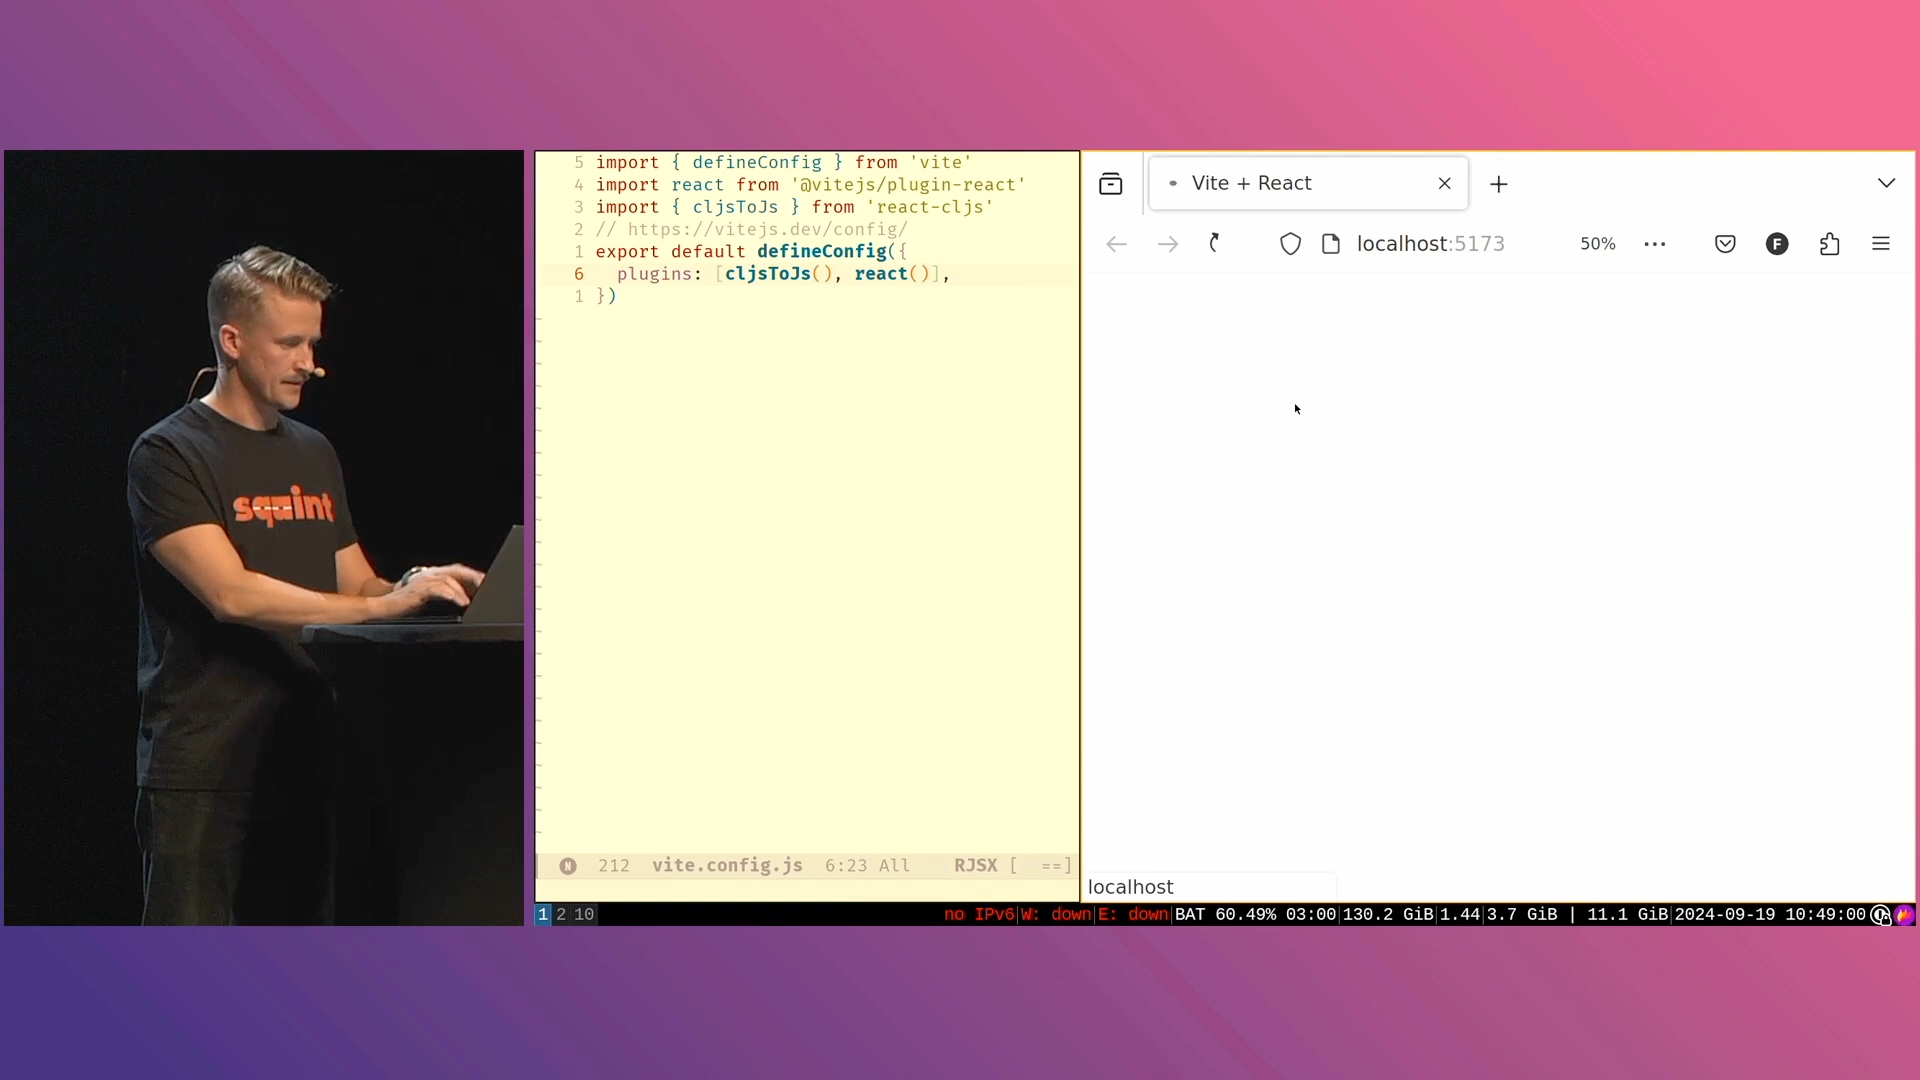 squint
5 import { defineConfig } from 'vite'
4 import react from '@vitejs/plugin-react'
3 import { cljsToJs } from 'react-cljs'
2 // https://vitejs.dev/config/
1 export default defineConfig({
6 plugins: [cljsToJs(), react()],
1 })
N 212 vite.config.js 6:23 All RJSX [ ==]
Vite + React
localhost:5173 50%
F
localhost
1 2 10 no IPv6|W: down|E: down|BAT 60.49% 03:00|130.2 GiB|1.44|3.7 GiB | 11.1 GiB|2024-09-19 10:49:00